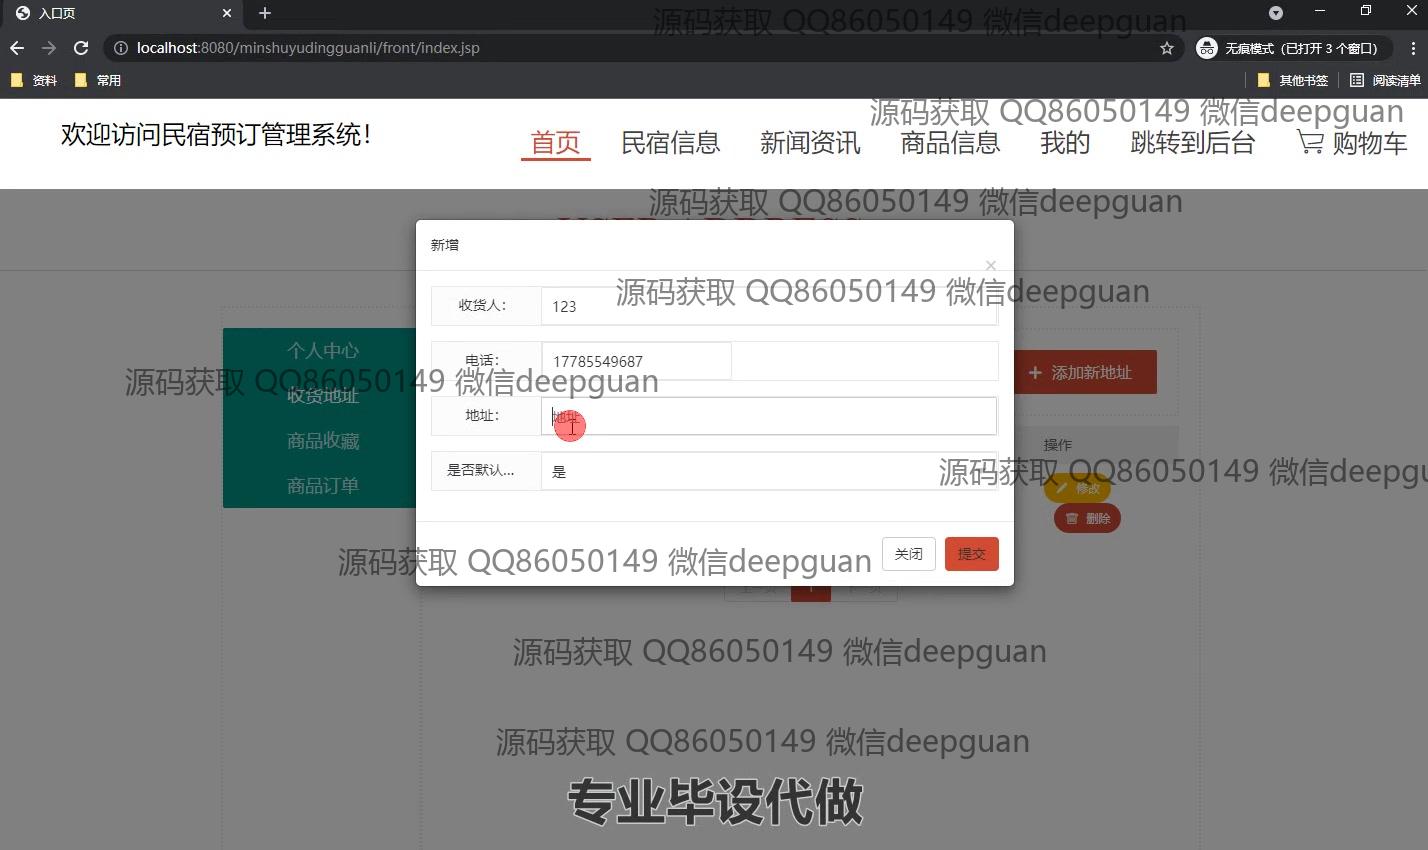 入口页
localhost:8080/minshuyudingguanli/front/index.jsp
无痕模式（已打开 3 个窗口）
资料
常用
其他书签
阅读清单
源码获取 QQ86050149 微信deepguan
源码获取 QQ86050149 微信deepguan
欢迎访问民宿预订管理系统！
首页
民宿信息
新闻资讯
商品信息
我的
跳转到后台
购物车
源码获取 QQ86050149 微信deepguan
新增
×
源码获取 QQ86050149 微信deepguan
收货人：
123
个人中心
电话：
17785549687
添加新地址
源码获取 QQ86050149 微信deepguan
收货地址
地址：
地址
商品收藏
操作
是否默认...
是
源码获取 QQ86050149 微信deepgu
修改
商品订单
删除
源码获取 QQ86050149 微信deepguan
关闭
提交
1
源码获取 QQ86050149 微信deepguan
源码获取 QQ86050149 微信deepguan
专业毕设代做